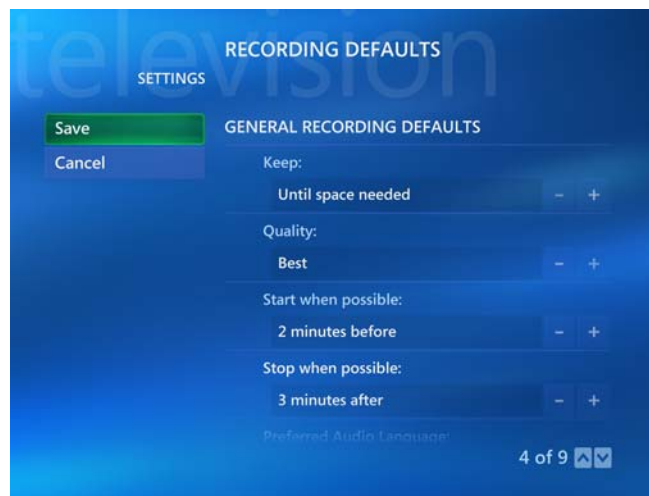 television
RECORDING DEFAULTS
SETTINGS
Save
Cancel
GENERAL RECORDING DEFAULTS
Keep:
Until space needed - +
Quality:
Best - +
Start when possible:
2 minutes before - +
Stop when possible:
3 minutes after - +
Preferred Audio Language:
4 of 9